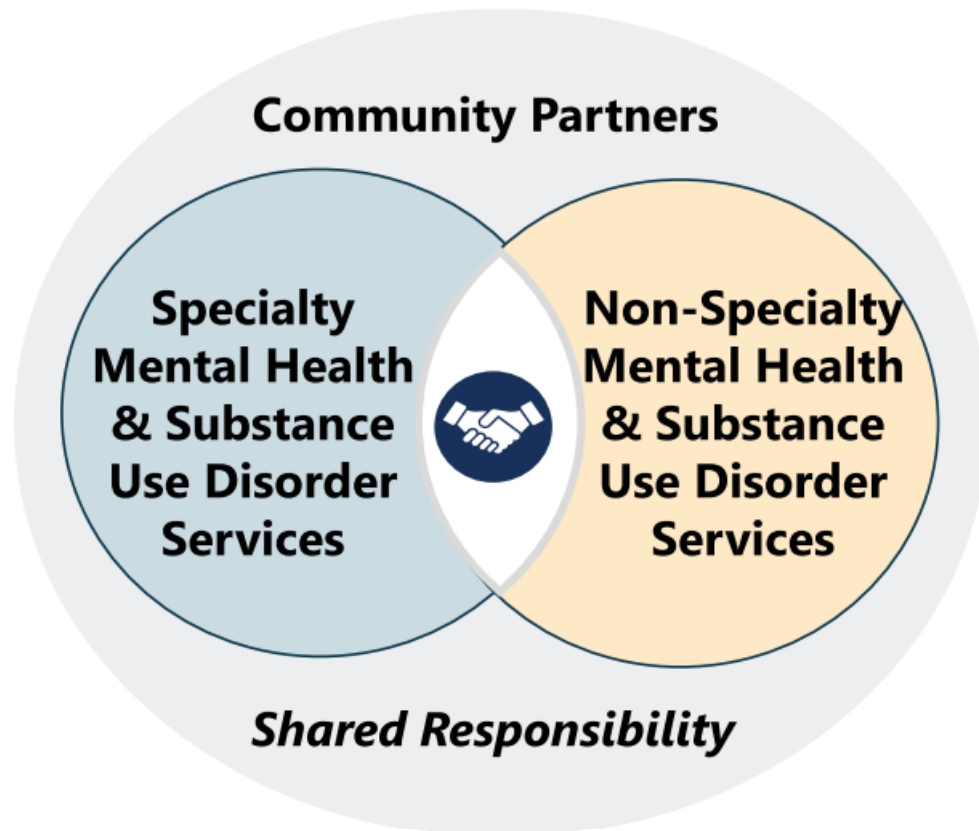 Community Partners
Specialty
Mental Health
& Substance
Use Disorder
Services
Non-Specialty
Mental Health
& Substance
Use Disorder
Services
Shared Responsibility